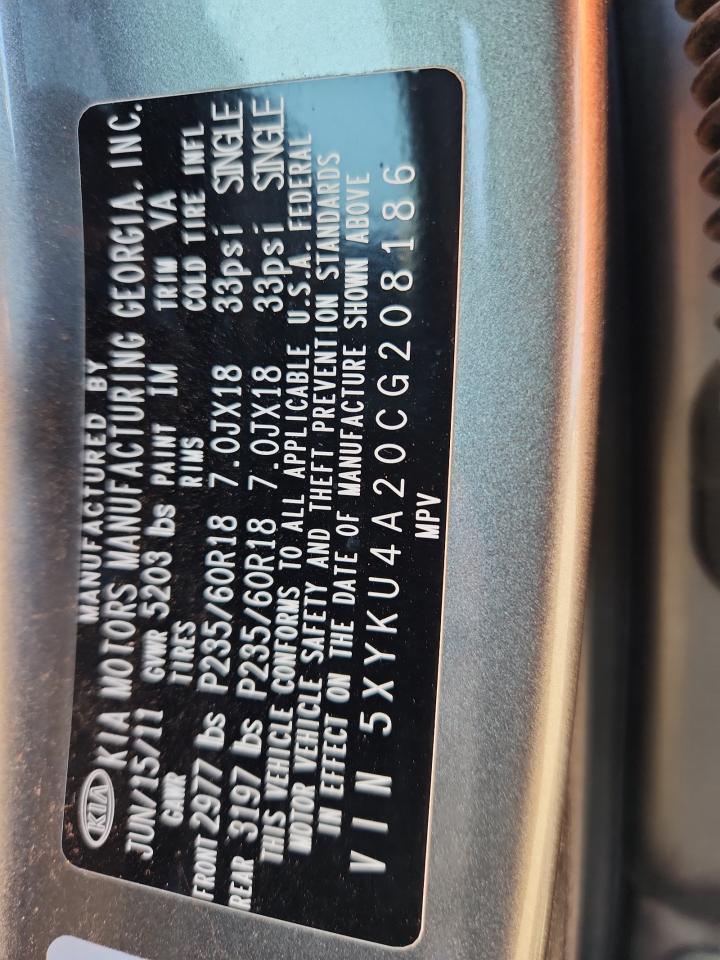 MANUFACTURED BY
KIA KIA MOTORS MANUFACTURING GEORGIA, INC.
JUN/15/11 GVWR 5203 lbs PAINT 1M TRIM VA
GAWR TIRES RIMS COLD TIRE INFL
FRONT 2977 lbs P235/60R18 7.0JX18 33psi SINGLE
REAR 3197 lbs P235/60R18 7.0JX18 33psi SINGLE
THIS VEHICLE CONFORMS TO ALL APPLICABLE U.S.A. FEDERAL
MOTOR VEHICLE SAFETY AND THEFT PREVENTION STANDARDS
IN EFFECT ON THE DATE OF MANUFACTURE SHOWN ABOVE
VIN 5XYKU4A20CG208186
MPV